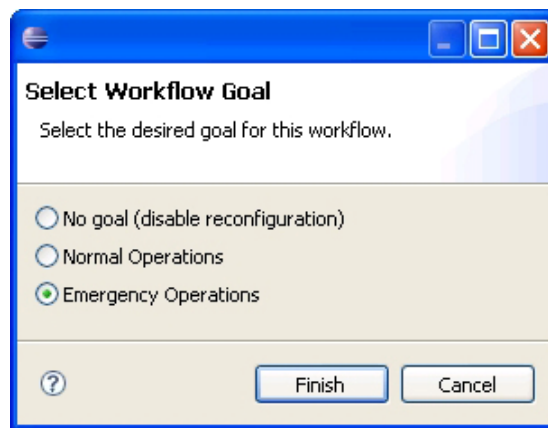 Select Workflow Goal
Select the desired goal for this workflow.
No goal (disable reconfiguration)
Normal Operations
Emergency Operations
? Finish Cancel